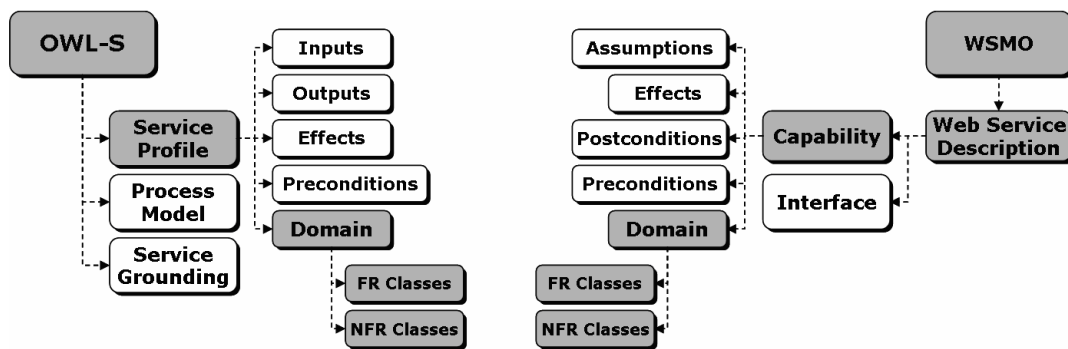 OWL-S
Service
Profile
Process
Model
Service
Grounding
Inputs
Outputs
Effects
Preconditions
Domain
FR Classes
NFR Classes
Assumptions
Effects
Postconditions
Preconditions
Domain
FR Classes
NFR Classes
Capability
Interface
WSMO
Web Service
Description